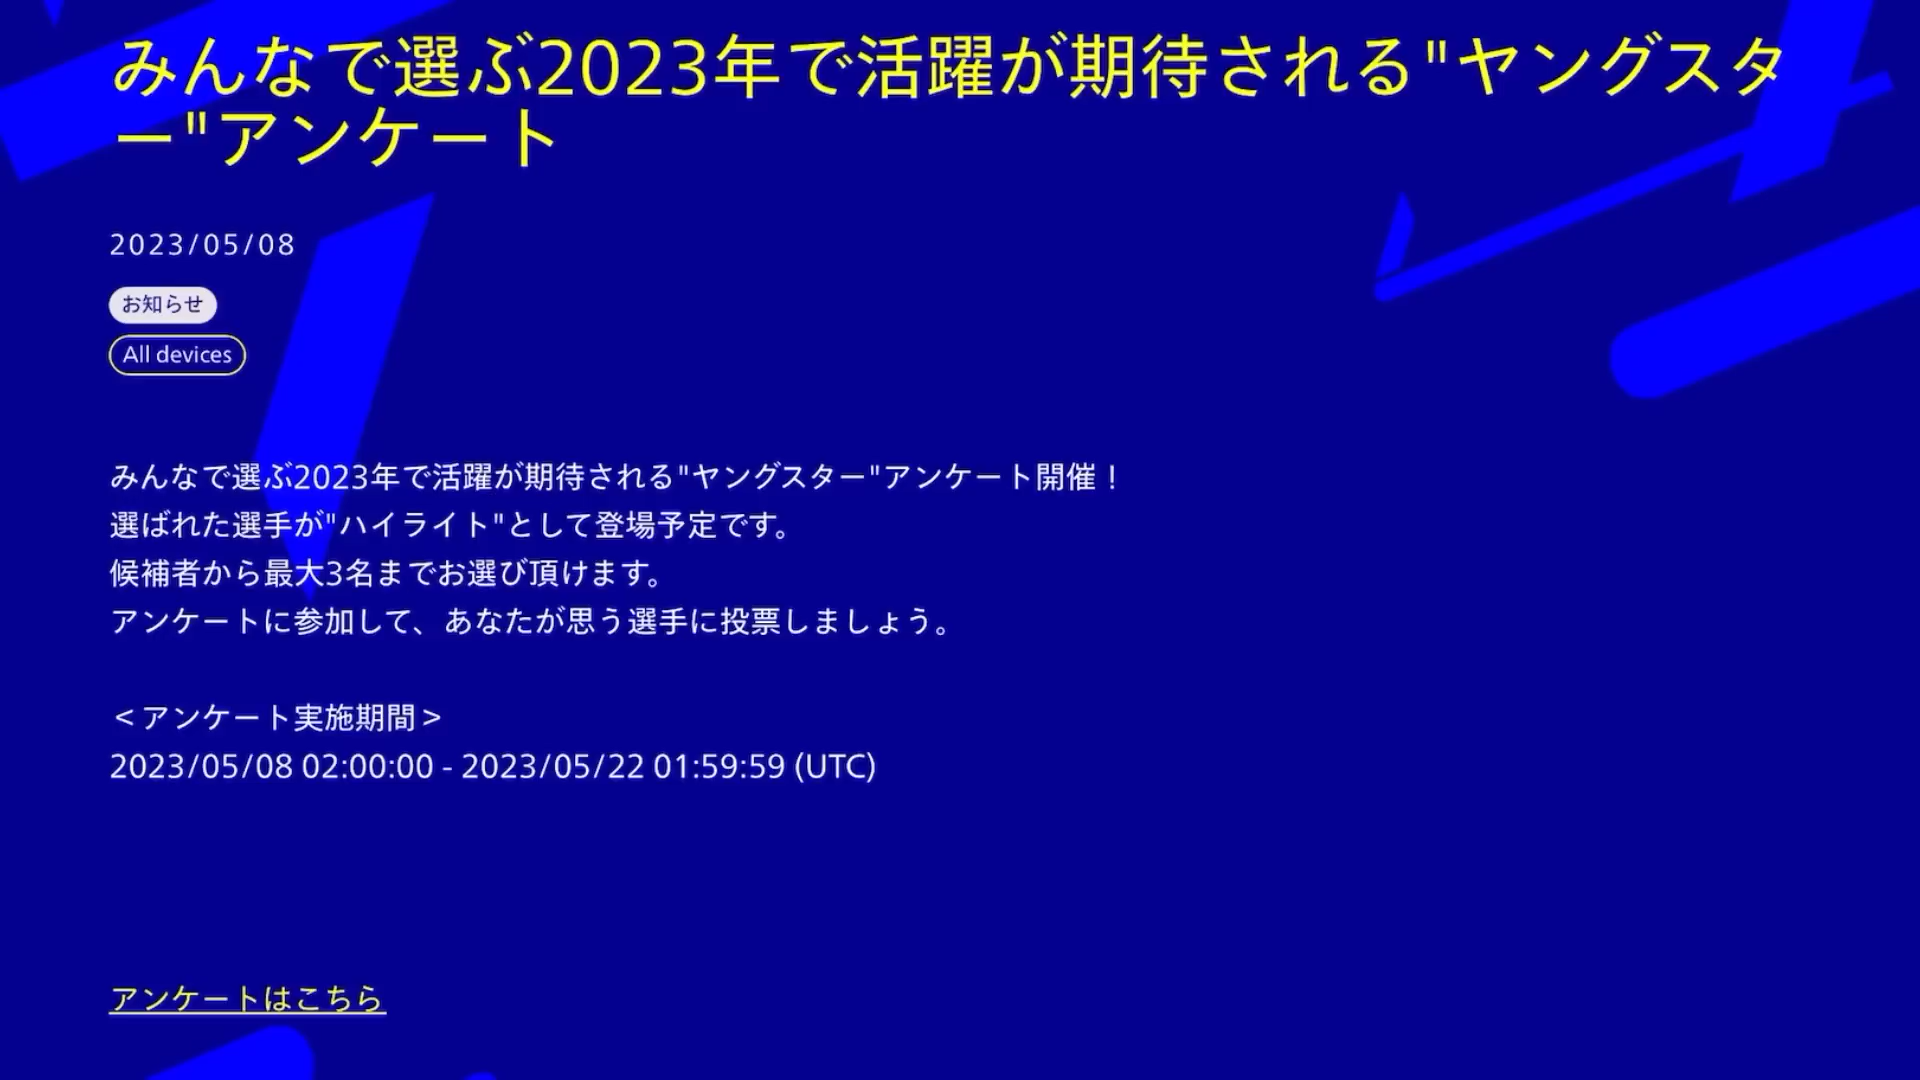 みんなで選ぶ2023年で活躍が期待される"ヤングスタ
ー"アンケート
2023/05/08
お知らせ
All devices
みんなで選ぶ2023年で活躍が期待される"ヤングスター"アンケート開催！
選ばれた選手が"ハイライト"として登場予定です。
候補者から最大3名までお選び頂けます。
アンケートに参加して、あなたが思う選手に投票しましょう。
＜アンケート実施期間＞
2023/05/08 02:00:00 - 2023/05/22 01:59:59 (UTC)
アンケートはこちら